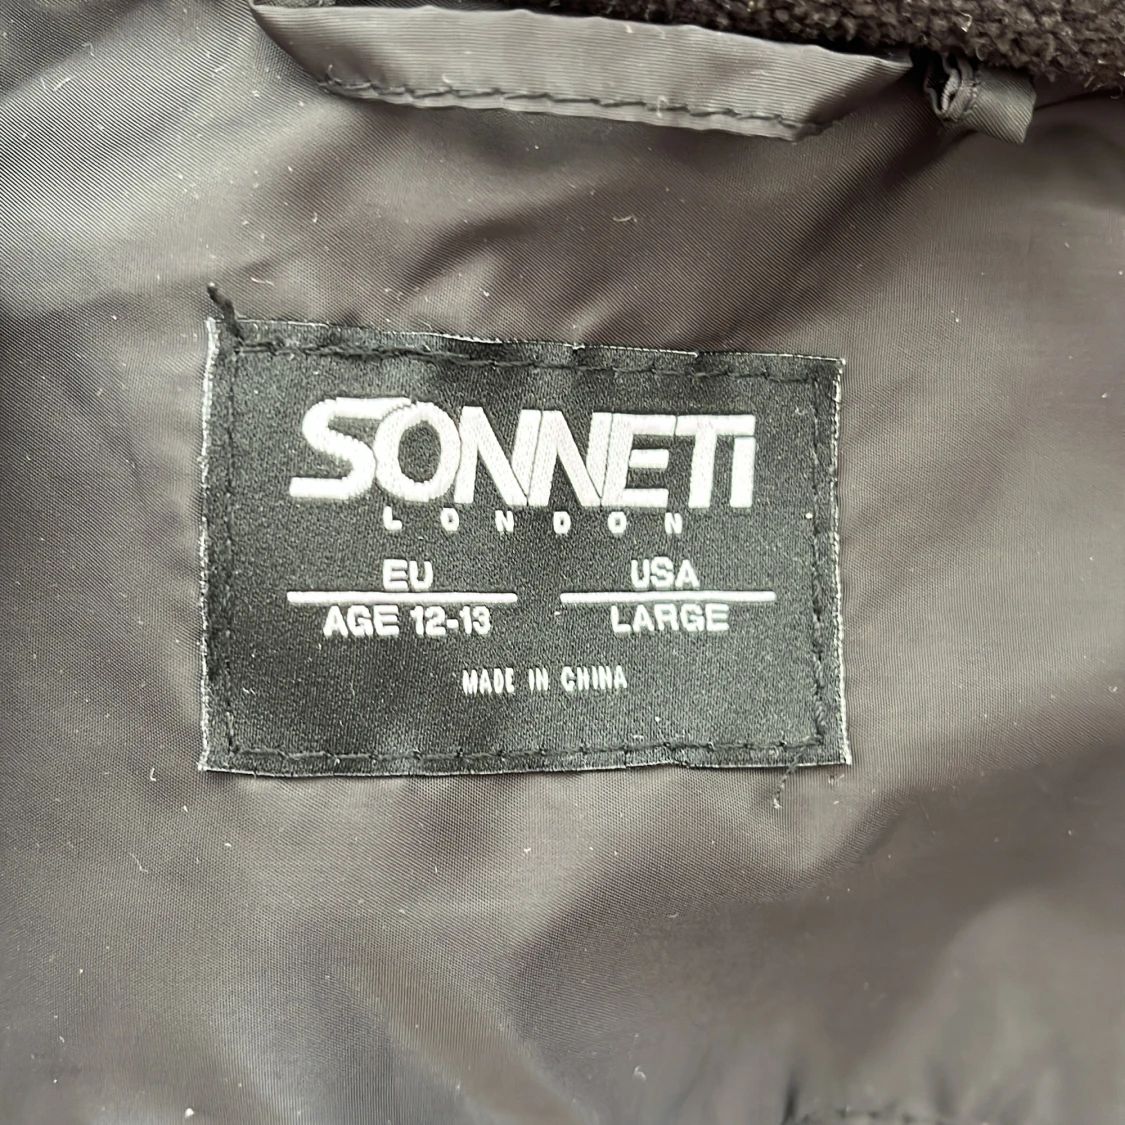 SONNETi
LONDON
EU USA
AGE 12-13 LARGE
MADE IN CHINA